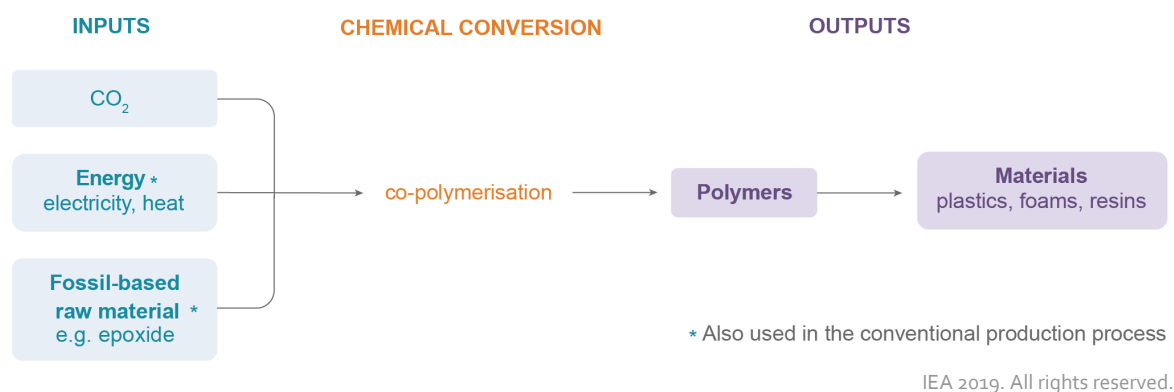 INPUTS
CHEMICAL CONVERSION
OUTPUTS
CO₂
Energy *
electricity, heat
Fossil-based
raw material *
e.g. epoxide
co-polymerisation
Polymers
Materials
plastics, foams, resins
* Also used in the conventional production process
IEA 2019. All rights reserved.